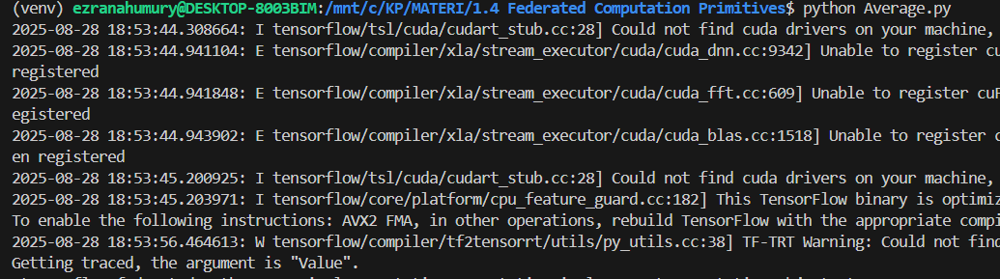 (venv) ezranahumury@DESKTOP-8003BIM:/mnt/c/KP/MATERI/1.4 Federated Computation Primitives$ python Average.py
2025-08-28 18:53:44.308664: I tensorflow/tsl/cuda/cudart_stub.cc:28] Could not find cuda drivers on your machine,
2025-08-28 18:53:44.941104: E tensorflow/compiler/xla/stream_executor/cuda/cuda_dnn.cc:9342] Unable to register cu
registered
2025-08-28 18:53:44.941848: E tensorflow/compiler/xla/stream_executor/cuda/cuda_fft.cc:609] Unable to register cuF
egistered
2025-08-28 18:53:44.943902: E tensorflow/compiler/xla/stream_executor/cuda/cuda_blas.cc:1518] Unable to register c
en registered
2025-08-28 18:53:45.200925: I tensorflow/tsl/cuda/cudart_stub.cc:28] Could not find cuda drivers on your machine,
2025-08-28 18:53:45.203971: I tensorflow/core/platform/cpu_feature_guard.cc:182] This TensorFlow binary is optimiz
To enable the following instructions: AVX2 FMA, in other operations, rebuild TensorFlow with the appropriate compi
2025-08-28 18:53:56.464613: W tensorflow/compiler/tf2tensorrt/utils/py_utils.cc:38] TF-TRT Warning: Could not find
Getting traced, the argument is "Value".